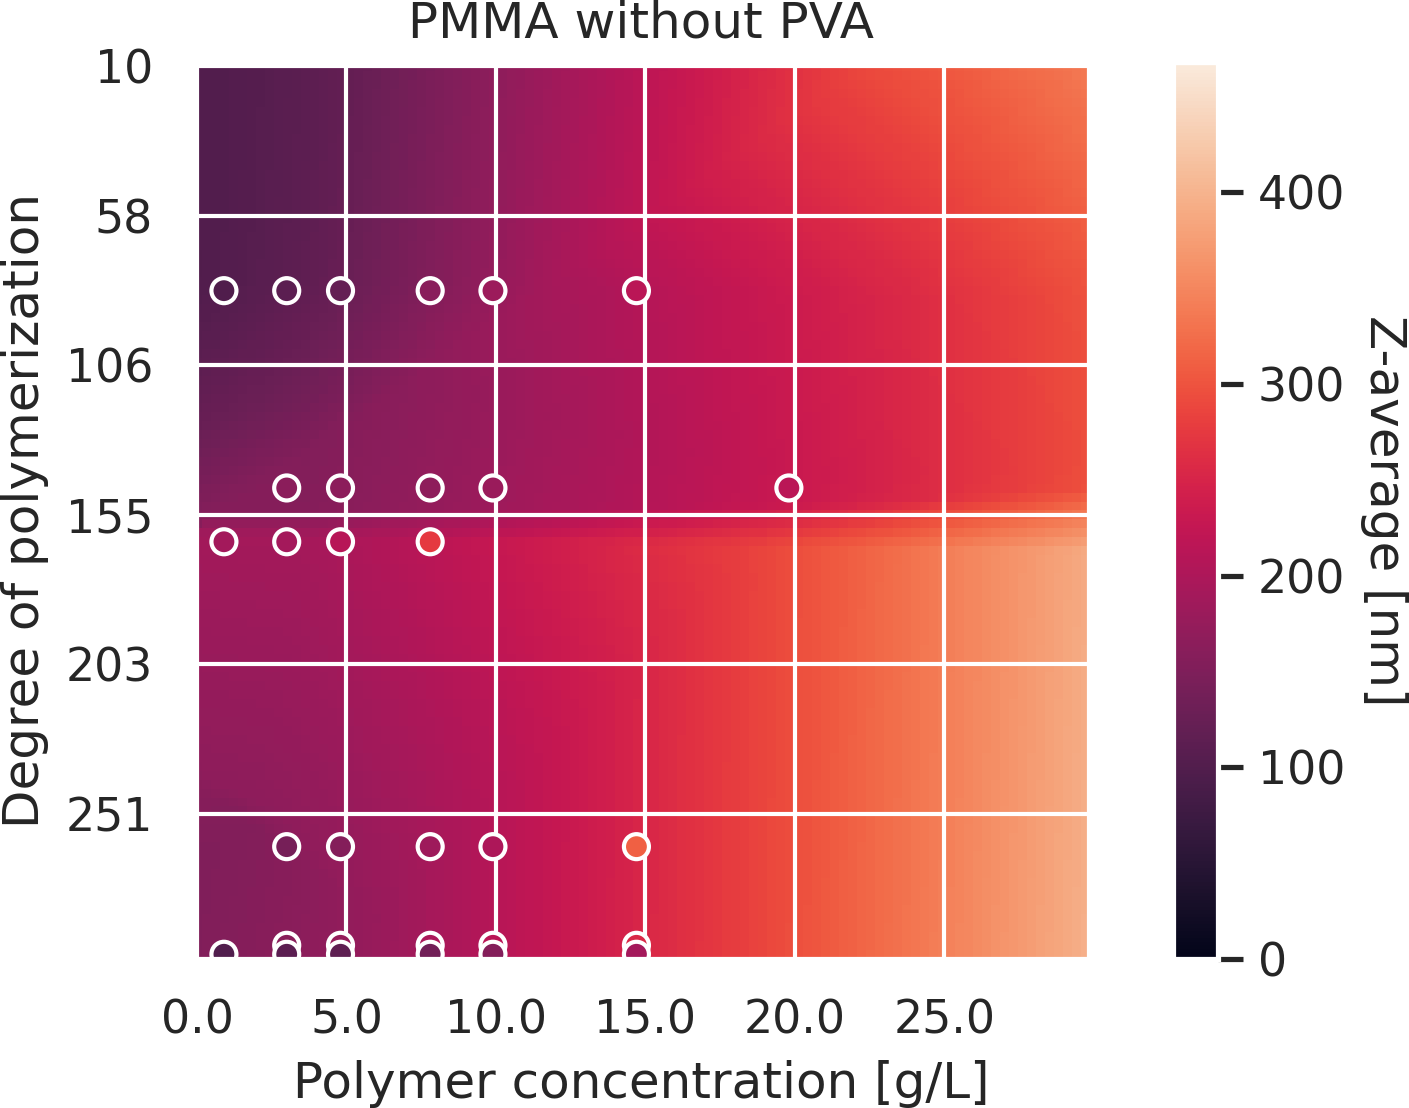 PMMA without PVA
Degree of polymerization
10
58
106
155
203
251
0.0 5.0 10.0 15.0 20.0 25.0
Polymer concentration [g/L]
400
300
200
100
0
Z-average [nm]